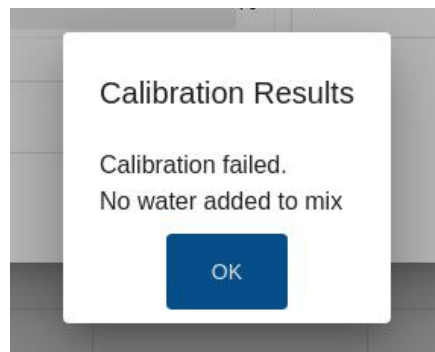 Calibration Results
Calibration failed.
No water added to mix
OK